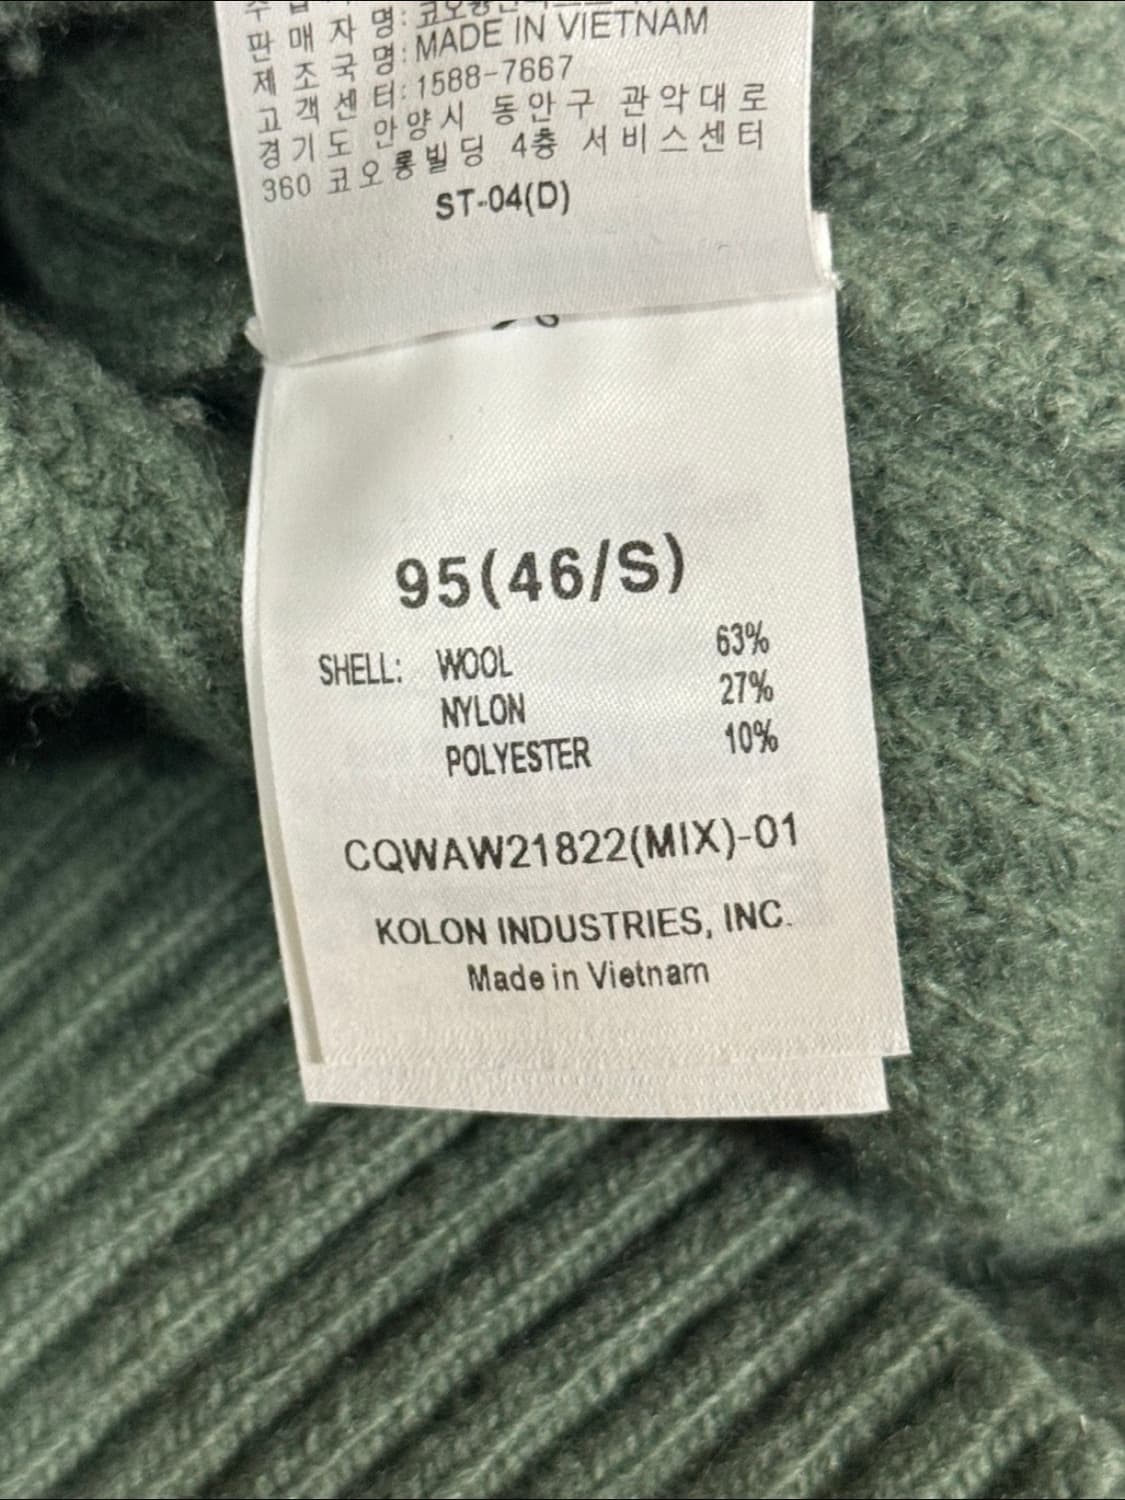 판 매 자 명:
제 조 국 명: MADE IN VIETNAM
고 객 센 터: 1588-7667
경기도 안양시 동안구 관악대로
360 코오롱빌딩 4층 서비스센터
ST-04(D)
95(46/S)
SHELL: WOOL 63%
NYLON 27%
POLYESTER 10%
CQWAW21822(MIX)-01
KOLON INDUSTRIES, INC.
Made in Vietnam